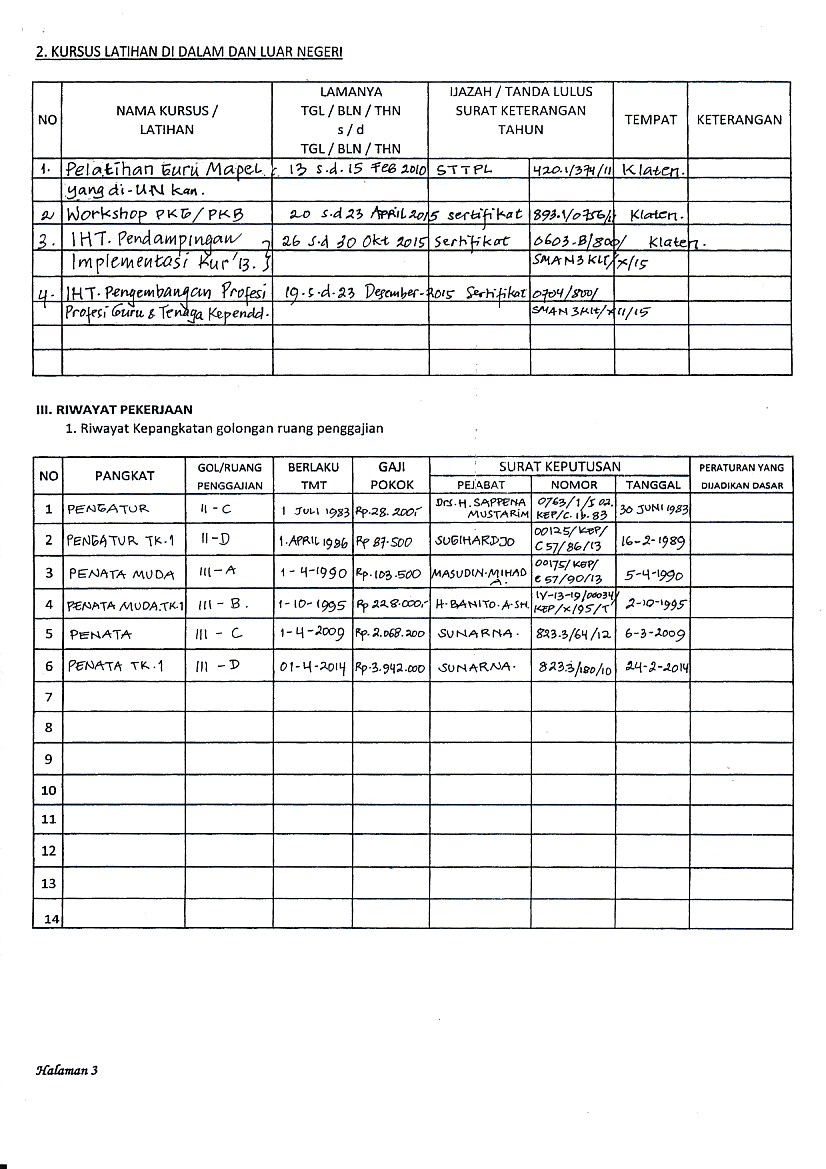 2. KURSUS LATIHAN DI DALAM DAN LUAR NEGERI
NO NAMA KURSUS / LATIHAN LAMANYA TGL / BLN / THN s / d TGL / BLN / THN IJAZAH / TANDA LULUS SURAT KETERANGAN TAHUN TEMPAT KETERANGAN
1. Pelatihan Guru Mapel 13 s.d. 15 Feb 2010 STTPL 420.1/374/11 Klaten.
yang di-UN kan.
2 Workshop PKG/PKB 20 s.d 23 APRIL 2015 sertifikat 893.1/0756/ Klaten.
3. IHT. Pendampingan 26 s.d 30 Okt 2015 Sertifikat 0603.B/800/ Klaten.
Implementasi Kur'13. SMAN3 KLT/X/15
4. IHT. Pengembangan Profesi 19.s.d.23 Desember-2015 Sertifikat 0704/800/
Profesi Guru & Tenaga Kependd. SMAN 3Klt/XII/15
III. RIWAYAT PEKERJAAN
1. Riwayat Kepangkatan golongan ruang penggajian
NO PANGKAT GOL/RUANG PENGGAJIAN BERLAKU TMT GAJI POKOK SURAT KEPUTUSAN PERATURAN YANG DIJADIKAN DASAR
PEJABAT NOMOR TANGGAL
1 PENGATUR II - C 1 JULI 1983 Rp.28.200,- Drs. H. SAPPENA MUSTARIM 0763/1/S 02. KEP/C.1b.83 30 JUNI 1983
2 PENGATUR TK.1 II-D 1.APRIL 1986 Rp 87.500 SUGIHARDJO 00125/KEP/ C 57/86/13 16-2-1989
3 PENATA MUDA III-A 1-4-1990 Rp.103.500 MASUDIN.MIHAD A. 00175/KEP/ C 57/90/13 5-4-1990
4 PENATA MUDA.TK.1 III - B. 1-10-1995 Rp 228.000,- H. BANITO.A.SH. IV-13-19/00034/ KEP/X/95/T 2-10-1995
5 PENATA III - C 1-4-2009 Rp.2.068.200 SUNARNA. 823.3/64/12 6-3-2009
6 PENATA TK.1 III - D 01-4-2014 Rp.3.942.000 SUNARNA. 823.3/180/10 24-2-2014
7
8
9
10
11
12
13
14
Halaman 3